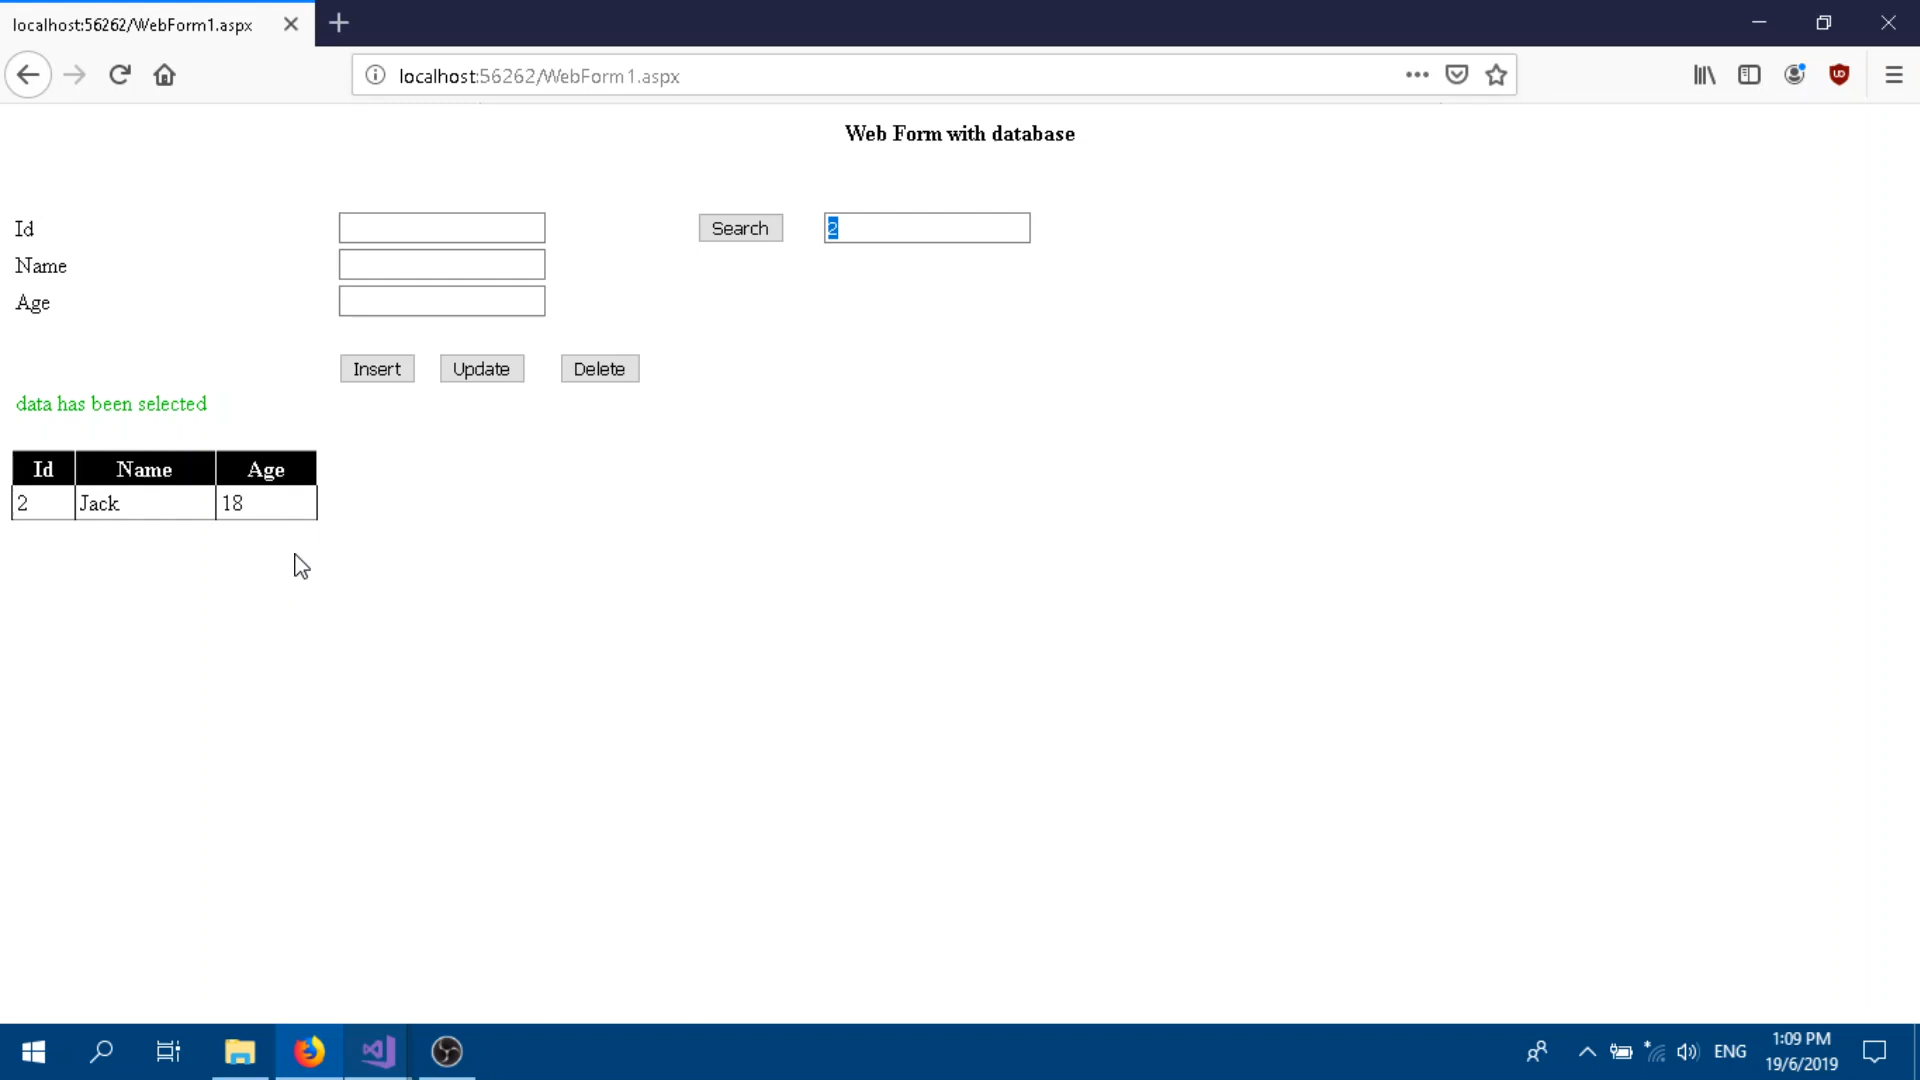 localhost:56262/WebForm1.aspx
localhost:56262/WebForm1.aspx
Web Form with database
Id
Search
2
Name
Age
Insert Update Delete
data has been selected
Id Name Age
2 Jack 18
ENG
1:09 PM
19/6/2019